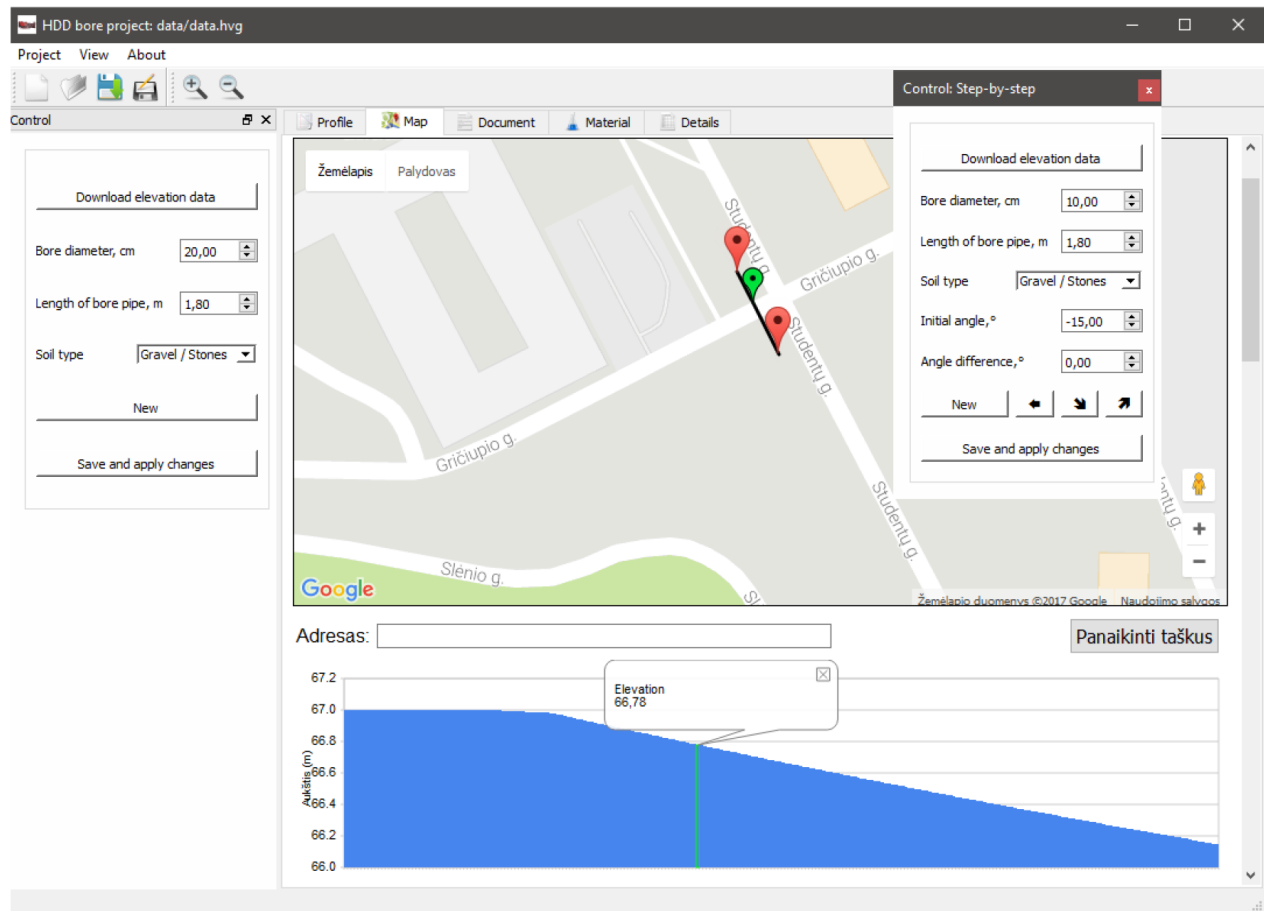 HDD bore project: data/data.hvg
Project View About
Control
Download elevation data
Bore diameter, cm 20,00
Length of bore pipe, m 1,80
Soil type Gravel / Stones
New
Save and apply changes
Profile Map Document Material Details
Žemėlapis Palydovas
Studentų g.
Gričiupio g.
Studentų g.
Gričiupio g.
Studentų g.
Slėnio g.
Google
Žemėlapio duomenys ©2017 Google Naudojimo sąlygos
Control: Step-by-step
x
Download elevation data
Bore diameter, cm 10,00
Length of bore pipe, m 1,80
Soil type Gravel / Stones
Initial angle,° -15,00
Angle difference,° 0,00
New
Save and apply changes
Adresas:
Panaikinti taškus
Elevation
66,78
Aukštis (m)
67.2
67.0
66.8
66.6
66.4
66.2
66.0